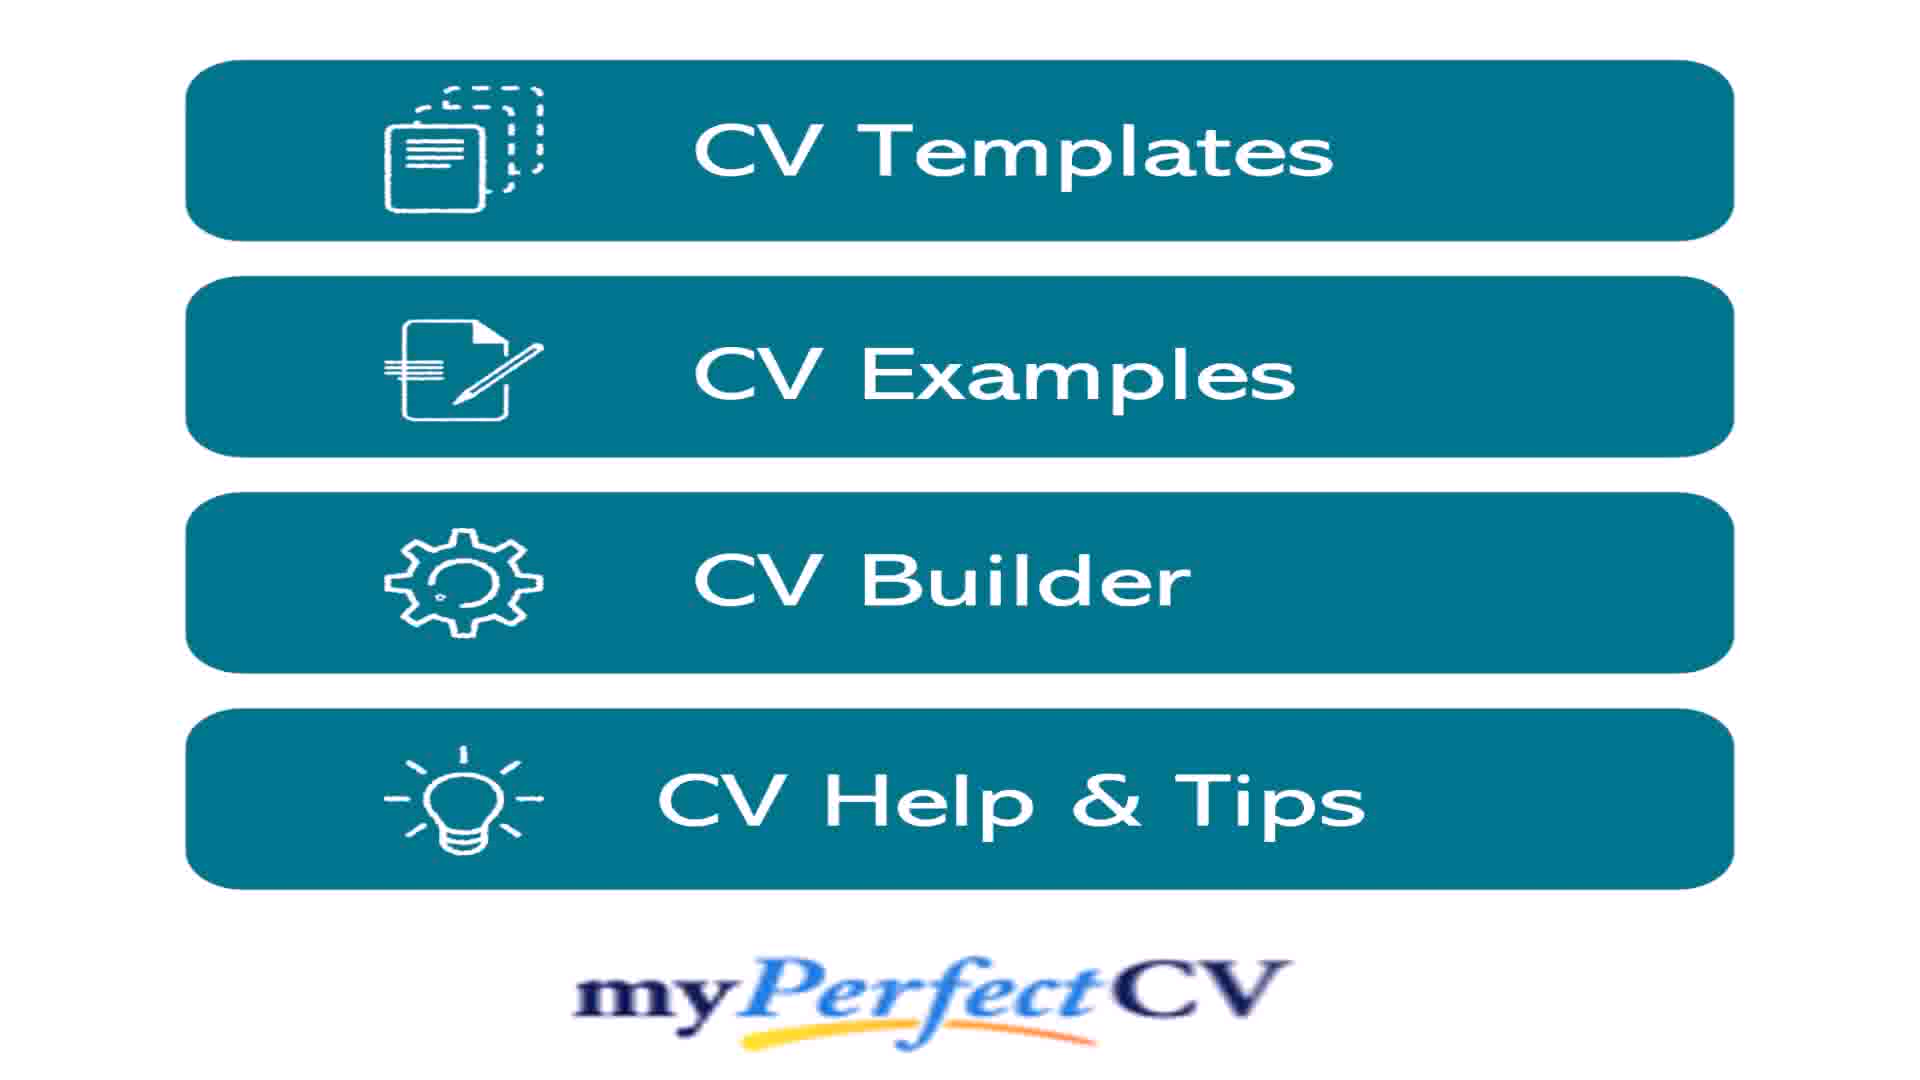 CV Templates
CV Examples
CV Builder
CV Help & Tips
myPerfectCV